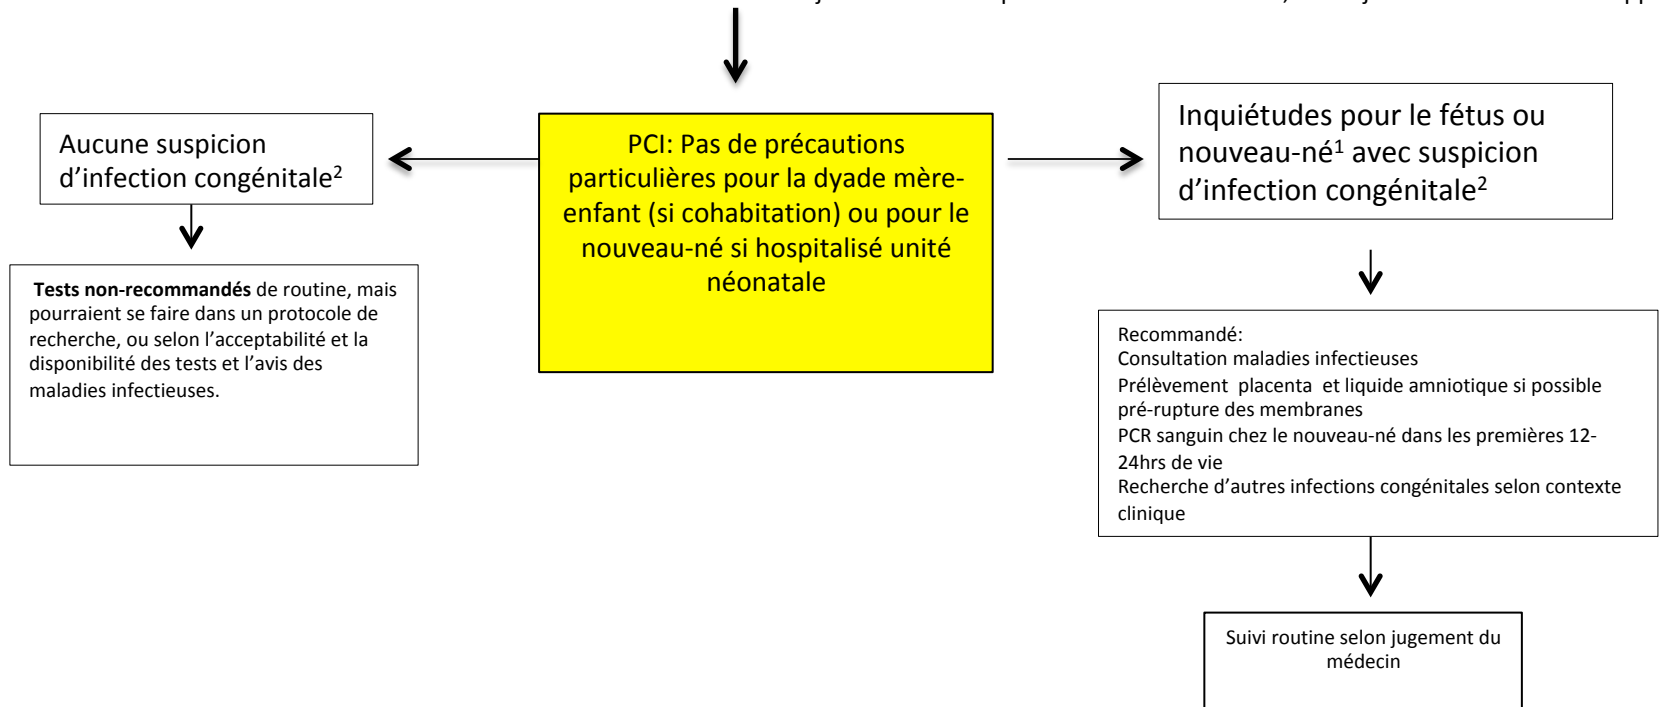 Aucune suspicion
d’infection congénitale²
Tests non-recommandés de routine, mais
pourraient se faire dans un protocole de
recherche, ou selon l’acceptabilité et la
disponibilité des tests et l’avis des
maladies infectieuses.
PCI: Pas de précautions
particulières pour la dyade mère-
enfant (si cohabitation) ou pour le
nouveau-né si hospitalisé unité
néonatale
Inquiétudes pour le fétus ou
nouveau-né¹ avec suspicion
d’infection congénitale²
Recommandé:
Consultation maladies infectieuses
Prélèvement placenta et liquide amniotique si possible
pré-rupture des membranes
PCR sanguin chez le nouveau-né dans les premières 12-
24hrs de vie
Recherche d’autres infections congénitales selon contexte
clinique
Suivi routine selon jugement du
médecin